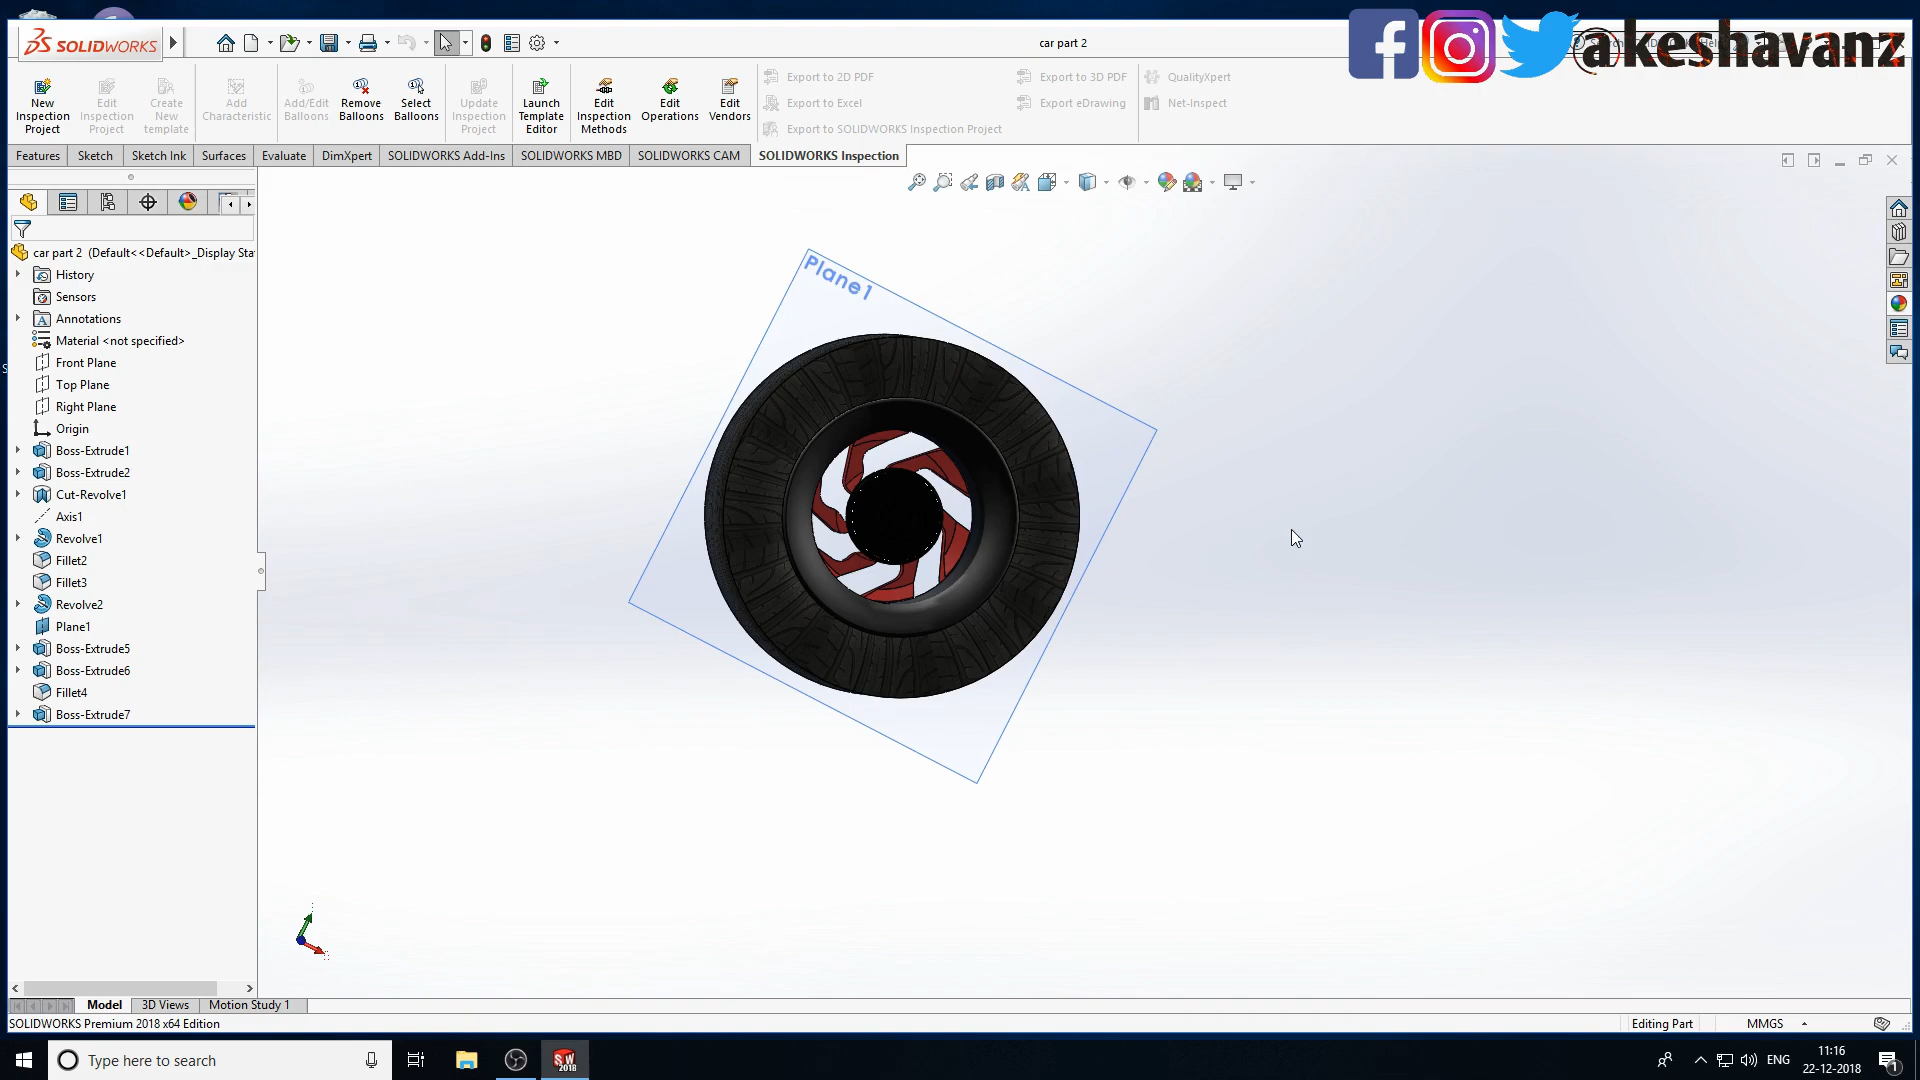 SOLIDWORKS
car part 2
@akeshavanz
New Inspection Project
Edit Inspection Project
Create New template
Add Characteristic
Add/Edit Balloons
Remove Balloons
Select Balloons
Update Inspection Project
Launch Template Editor
Edit Inspection Methods
Edit Operations
Edit Vendors
Export to 2D PDF
Export to Excel
Export to SOLIDWORKS Inspection Project
Export to 3D PDF
Export eDrawing
QualityXpert
Net-Inspect
Features
Sketch
Sketch Ink
Surfaces
Evaluate
DimXpert
SOLIDWORKS Add-Ins
SOLIDWORKS MBD
SOLIDWORKS CAM
SOLIDWORKS Inspection
car part 2 (Default<<Default>_Display Sta
History
Sensors
Annotations
Material <not specified>
Front Plane
Top Plane
Right Plane
Origin
Boss-Extrude1
Boss-Extrude2
Cut-Revolve1
Axis1
Revolve1
Fillet2
Fillet3
Revolve2
Plane1
Boss-Extrude5
Boss-Extrude6
Fillet4
Boss-Extrude7
Plane1
Model
3D Views
Motion Study 1
SOLIDWORKS Premium 2018 x64 Edition
Editing Part
MMGS
Type here to search
SW 2018
ENG
11:16
22-12-2018
1